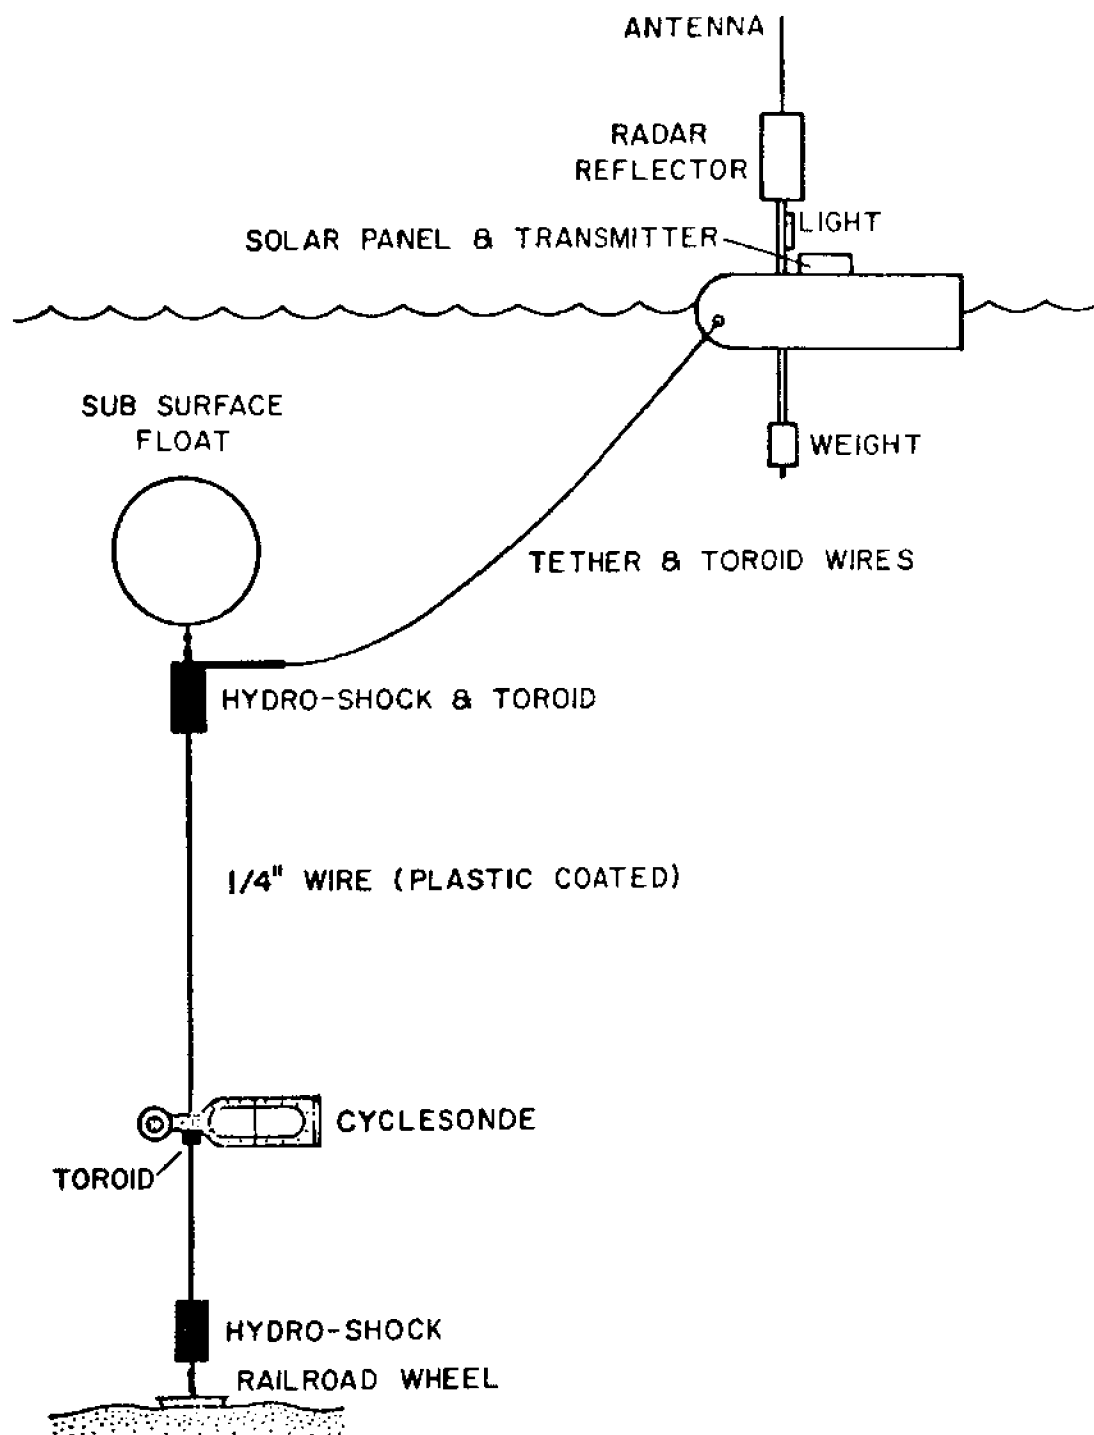 ANTENNA
RADAR
REFLECTOR
LIGHT
SOLAR PANEL & TRANSMITTER
SUB SURFACE
FLOAT
WEIGHT
TETHER & TOROID WIRES
HYDRO-SHOCK & TOROID
1/4" WIRE (PLASTIC COATED)
CYCLESONDE
TOROID
HYDRO-SHOCK
RAILROAD WHEEL